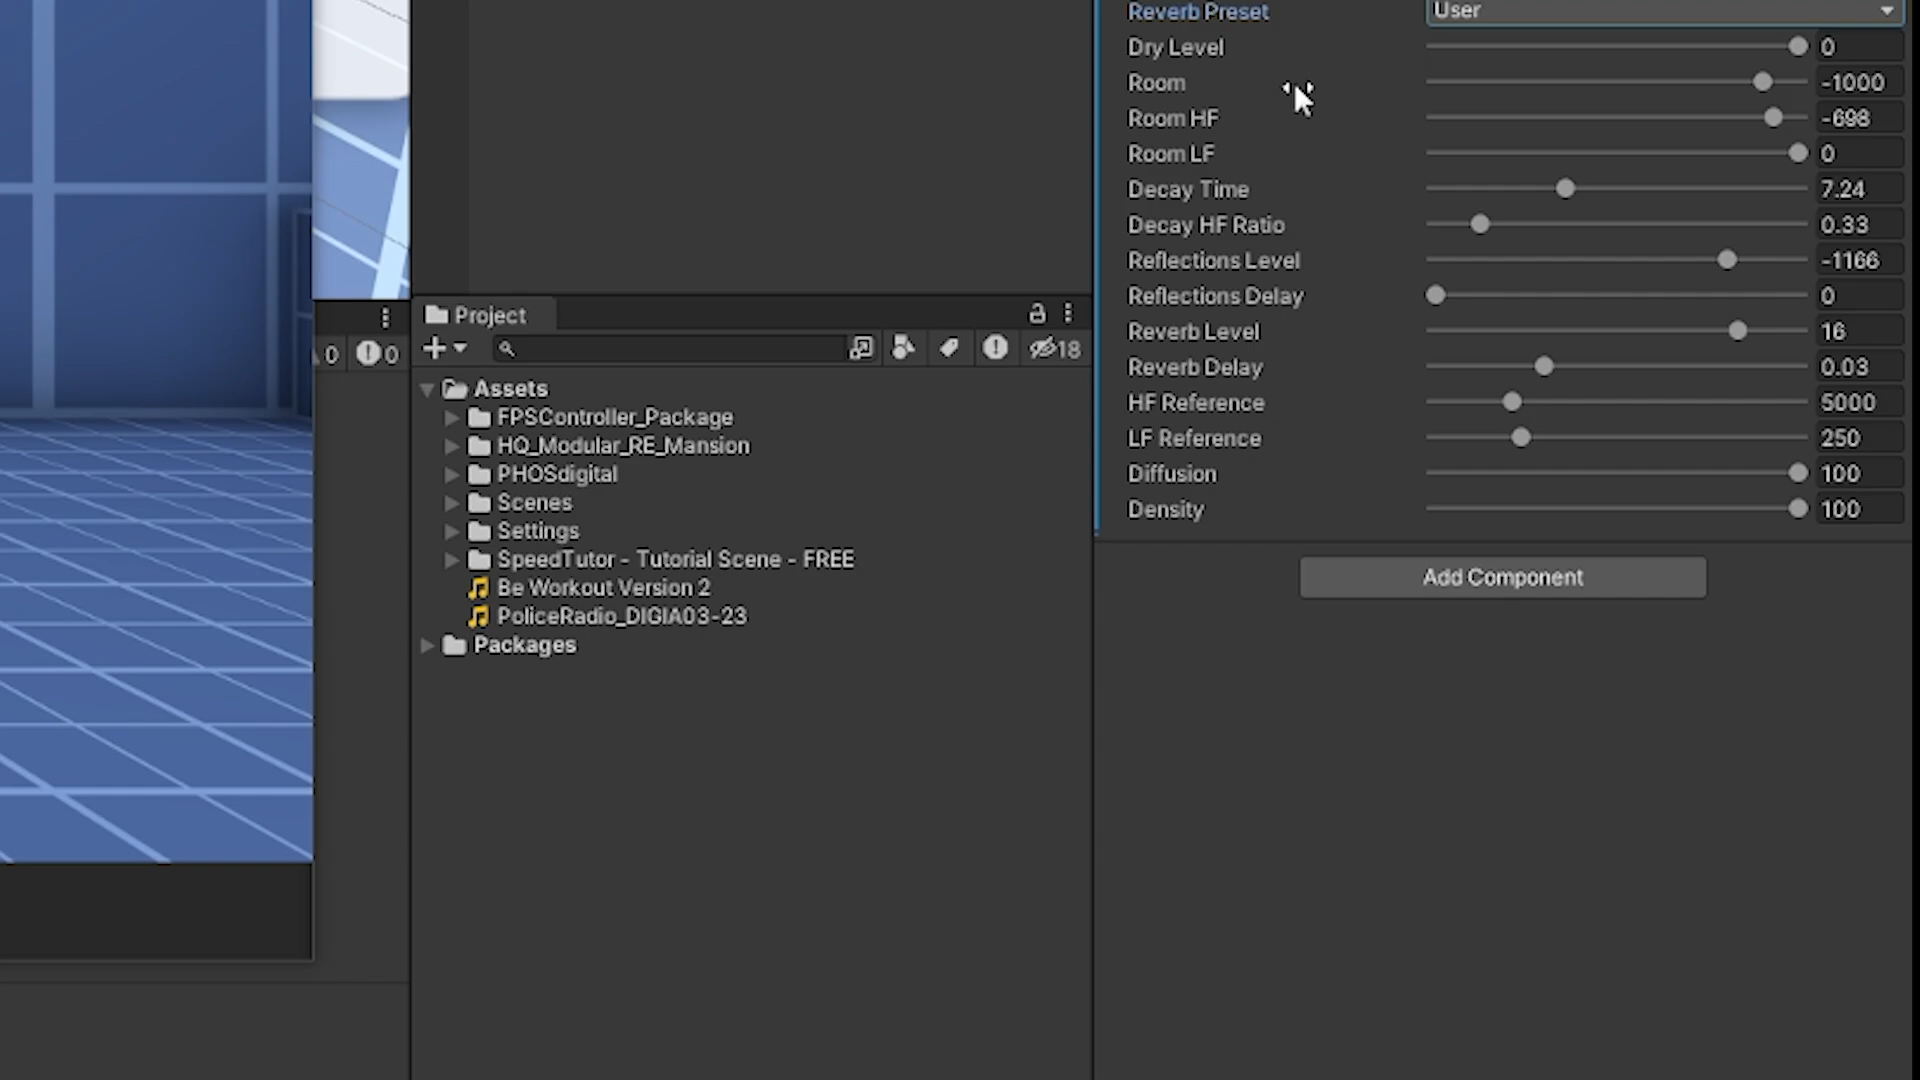 Reverb Preset User
Dry Level 0
Room -1000
Room HF -698
Room LF 0
Decay Time 7.24
Decay HF Ratio 0.33
Reflections Level -1166
Reflections Delay 0
Reverb Level 16
Reverb Delay 0.03
HF Reference 5000
LF Reference 250
Diffusion 100
Density 100
Add Component
0 0
Project
18
Assets
FPSController_Package
HQ_Modular_RE_Mansion
PHOSdigital
Scenes
Settings
SpeedTutor - Tutorial Scene - FREE
Be Workout Version 2
PoliceRadio_DIGIA03-23
Packages